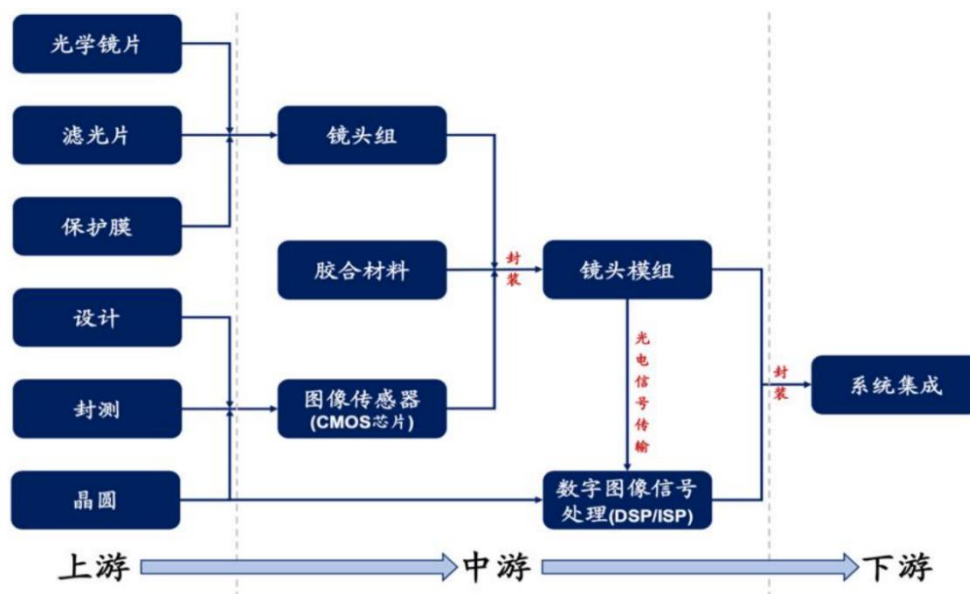 光学镜片
滤光片
镜头组
保护膜
胶合材料
封装
镜头模组
设计
光电信号传输
封测
图像传感器
(CMOS芯片)
封装
系统集成
晶圆
数字图像信号
处理(DSP/ISP)
上游
中游
下游